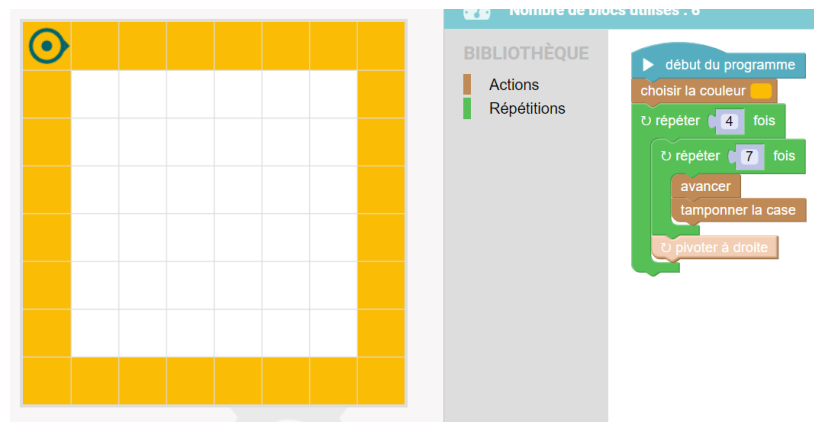 Nombre de blocs utilisés : 6
BIBLIOTHÈQUE
Actions
Répétitions
début du programme
choisir la couleur
répéter 4 fois
répéter 7 fois
avancer
tamponner la case
pivoter à droite